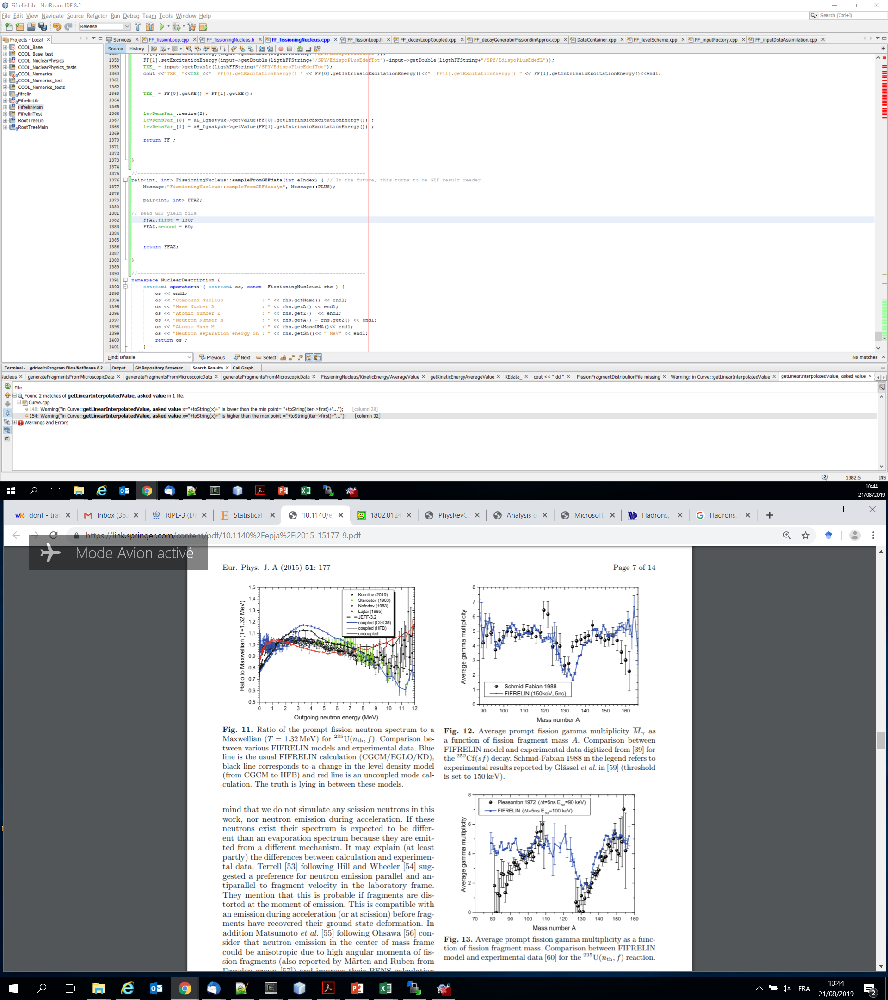 FifrelinLib - NetBeans IDE 8.2
File Edit View Navigate Source Refactor Run Debug Team Tools Window Help
Search (Ctrl+I)
Release
Projects - Local
Services
FF_fissionLoop.cpp
FF_fissioningNucleus.h
FF_fissioningNucleus.cpp
FF_fissionLoop.h
FF_decayLoopCoupled.cpp
FF_decayGeneratorFissionBinApprox.cpp
DataContainer.cpp
FF_levelScheme.cpp
FF_inputFactory.cpp
FF_inputDataAssimilation.cpp
Source History
COOL_Base
COOL_Base_test
COOL_NuclearPhysics
COOL_NuclearPhysics_tests
COOL_Numerics
COOL_Numerics_test
COOL_Numerics_tests
fifrelin
FifrelinLib
FifrelinMain
FifrelinTest
RootTreeLib
RootTreeMain
1358 FF[1].setExcitationEnergy(input->getDouble(ligthFFString+"/SPY/EdispoPlusEdefTot")-input->getDouble(ligthFFString+"/SPY/EdispoPlusEdefL"));
1359 TXE_ = input->getDouble(ligthFFString+"/SPY/EdispoPlusEdefTot");
1360 cout <<"TXE_ "<<TXE_<<"  FF[0].getExcitationEnergy() " << FF[0].getIntrinsicExcitationEnergy()<<"  FF[1].getExcitationEnergy() " << FF[1].getIntrinsicExcitationEnergy()<<endl;
1361
1362
1363 TKE_ = FF[0].getKE() + FF[1].getKE();
1364
1365
1366 levDensPar_.resize(2);
1367 levDensPar_[0] = aL_Ignatyuk->getValue(FF[0].getIntrinsicExcitationEnergy()) ;
1368 levDensPar_[1] = aH_Ignatyuk->getValue(FF[1].getIntrinsicExcitationEnergy()) ;
1369
1370 return FF ;
1371
1372
1373 }
1374
1375 //-----------------------------------------------------------------------------
1376 pair<int, int> FissioningNucleus::sampleFromGEFdata(int eIndex) { // In the future, this turns to be GEF result reader.
1377 Message("FissioningNucleus::sampleFromGEFdata\n", Message::PLUS);
1378
1379 pair<int, int> FFAZ;
1380
1381 // Read GEF yield file
1382 FFAZ.first = 130;
1383 FFAZ.second = 60;
1384
1385
1386 return FFAZ;
1387
1388 }
1389
1390 //-----------------------------------------------------------------------------
1391 namespace NuclearDescription {
1392 ostream& operator<< ( ostream& os, const  FissioningNucleus& rhs ) {
1393 os << endl;
1394 os << "Compound Nucleus             : " << rhs.getName() << endl;
1395 os << "Mass Number A                : " << rhs.getA() << endl;
1396 os << "Atomic Number Z              : " << rhs.getZ()  << endl;
1397 os << "Neutron Number N             : " << rhs.getA() - rhs.getZ() << endl;
1398 os << "Atomic Mass M                : " << rhs.getMassUMA()<< endl;
1399 os << "Neutron separation energy Sn : " << rhs.getSn()<< " MeV" << endl;
1400 return os ;
1401 }
Find: isfissile Previous Next Select No matches
Terminal - ...gdrive/c/Program Files/NetBeans 8.2 Output Git Repository Browser Search Results Call Graph
Nucleus generateFragmentsFromMicroscopicData generateFragmentsFromMicroscopicData generateFragmentsFromMicroscopicData FissioningNucleus/KineticEnergy/AverageValue getKineticEnergyAverageValue KEdata_ cout << " dd " FissionFragmentDistributionFile missing Warning: in Curve::getLinearInterpolatedValue getLinearInterpolatedValue, asked value
File
Found 2 matches of getLinearInterpolatedValue, asked value in 1 file.
Curve.cpp
148: Warning("in Curve::getLinearInterpolatedValue, asked value x="+toString(x)+" is lower than the min point= "+toString(iter->first)+"..."); [column 28]
154: Warning("in Curve::getLinearInterpolatedValue, asked value x="+toString(x)+" is higher than the max point ="+toString(iter->first)+"..."); [column 32]
Warnings and Errors
2 1382:5 INS
10:44
21/08/2019
wR dont - tra
Inbox (36
RIPL-3 (D
Statistical
10.1140/e
1802.0124
PhysRevC
Analysis o
Microsoft
Hadrons,
Hadrons,
https://link.springer.com/content/pdf/10.1140%2Fepja%2Fi2015-15177-9.pdf
Mode Avion activé
Eur. Phys. J. A (2015) 51: 177 Page 7 of 14
Ratio to Maxwellian (T=1.32 MeV)
1,5
1,4
1,3
1,2
1,1
1,0
0,9
0,8
0,7
0,6
0,5
Kornilov (2010)
Starostov (1983)
Nefedov (1983)
Lajtai (1985)
JEFF-3.2
coupled (CGCM)
coupled (HFB)
uncoupled
0 1 2 3 4 5 6 7 8 9 10 11 12
Outgoing neutron energy (MeV)
Fig. 11. Ratio of the prompt fission neutron spectrum to a
Maxwellian (T = 1.32 MeV) for 235U(nth, f). Comparison be-
tween various FIFRELIN models and experimental data. Blue
line is the usual FIFRELIN calculation (CGCM/EGLO/KD),
black line corresponds to a change in the level density model
(from CGCM to HFB) and red line is an uncoupled mode cal-
culation. The truth is lying in between these models.
mind that we do not simulate any scission neutrons in this
work, nor neutron emission during acceleration. If these
neutrons exist their spectrum is expected to be differ-
ent than an evaporation spectrum because they are emit-
ted from a different mechanism. It may explain (at least
partly) the differences between calculation and experimen-
tal data. Terrell [53] following Hill and Wheeler [54] sug-
gested a preference for neutron emission parallel and an-
tiparallel to fragment velocity in the laboratory frame.
They mention that this is probable if fragments are dis-
torted at the moment of emission. This is compatible with
an emission during acceleration (or at scission) before frag-
ments have recovered their ground state deformation. In
addition Matsumoto et al. [55] following Ohsawa [56] con-
sider that neutron emission in the center of mass frame
could be anisotropic due to high angular momenta of fis-
sion fragments (also reported by Märten and Ruben from
Dresden group [57]) and improve their PFNS calculation
Average gamma multiplicity
8
7
6
5
4
3
2
1
0
Schmid-Fabian 1988
FIFRELIN (150keV, 5ns)
90 100 110 120 130 140 150 160
Mass number A
Fig. 12. Average prompt fission gamma multiplicity Mγ as
a function of fission fragment mass A. Comparison between
FIFRELIN model and experimental data digitized from [39] for
the 252Cf(sf) decay. Schmid-Fabian 1988 in the legend refers to
experimental results reported by Glässel et al. in [59] (threshold
is set to 150 keV).
Average gamma multiplicity
8
6
4
2
0
Pleasonton 1972 (Δt=5ns Ecut=90 keV)
FIFRELIN (Δt=5ns Ecut=100 keV)
70 80 90 100 110 120 130 140 150 160
Mass number A
Fig. 13. Average prompt fission gamma multiplicity as a func-
tion of fission fragment mass. Comparison between FIFRELIN
model and experimental data [60] for the 235U(nth, f) reaction.
FRA
10:44
21/08/2019
2